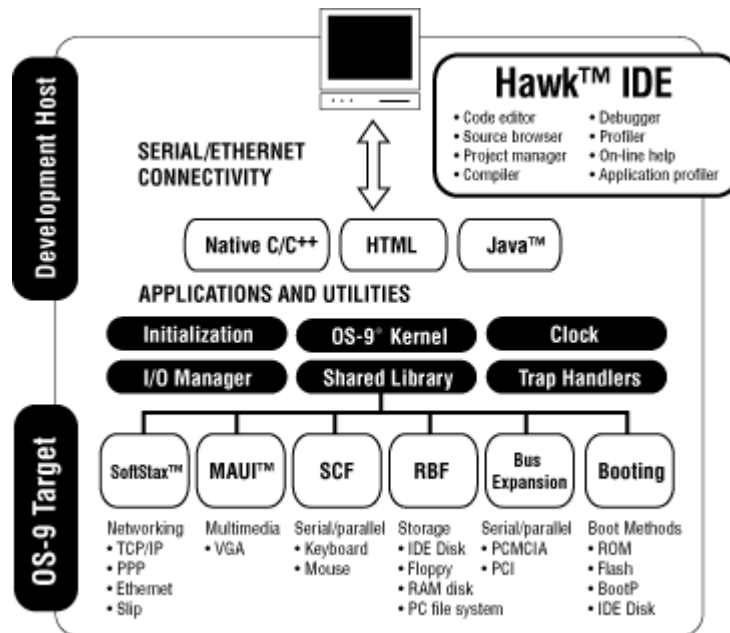 Development Host
Hawk™ IDE
• Code editor
• Source browser
• Project manager
• Compiler
• Debugger
• Profiler
• On-line help
• Application profiler
SERIAL/ETHERNET
CONNECTIVITY
Native C/C++
HTML
Java™
APPLICATIONS AND UTILITIES
Initialization
OS-9® Kernel
Clock
I/O Manager
Shared Library
Trap Handlers
OS-9 Target
SoftStax™
MAUI™
SCF
RBF
Bus
Expansion
Booting
Networking
• TCP/IP
• PPP
• Ethernet
• Slip
Multimedia
• VGA
Serial/parallel
• Keyboard
• Mouse
Storage
• IDE Disk
• Floppy
• RAM disk
• PC file system
Serial/parallel
• PCMCIA
• PCI
Boot Methods
• ROM
• Flash
• BootP
• IDE Disk